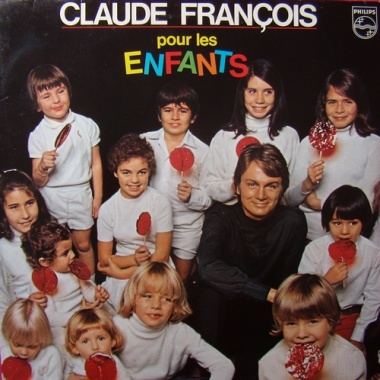 CLAUDE FRANÇOIS
pour les
ENFANTS
PHILIPS